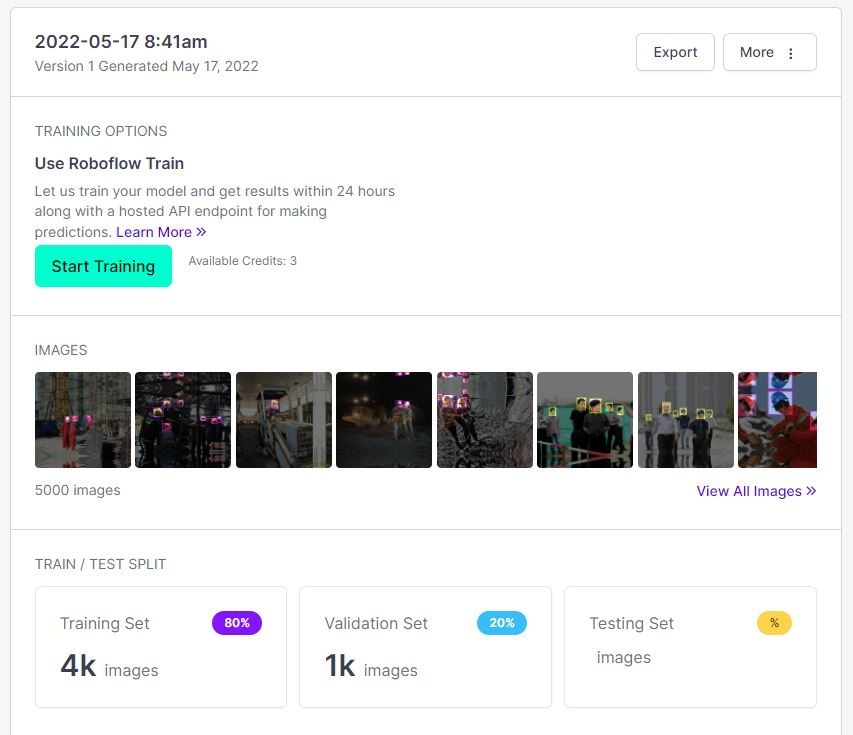 2022-05-17 8:41am
Version 1 Generated May 17, 2022
Export
More
TRAINING OPTIONS
Use Roboflow Train
Let us train your model and get results within 24 hours
along with a hosted API endpoint for making
predictions. Learn More »
Start Training
Available Credits: 3
IMAGES
5000 images
View All Images »
TRAIN / TEST SPLIT
Training Set 80%
4k images
Validation Set 20%
1k images
Testing Set %
images